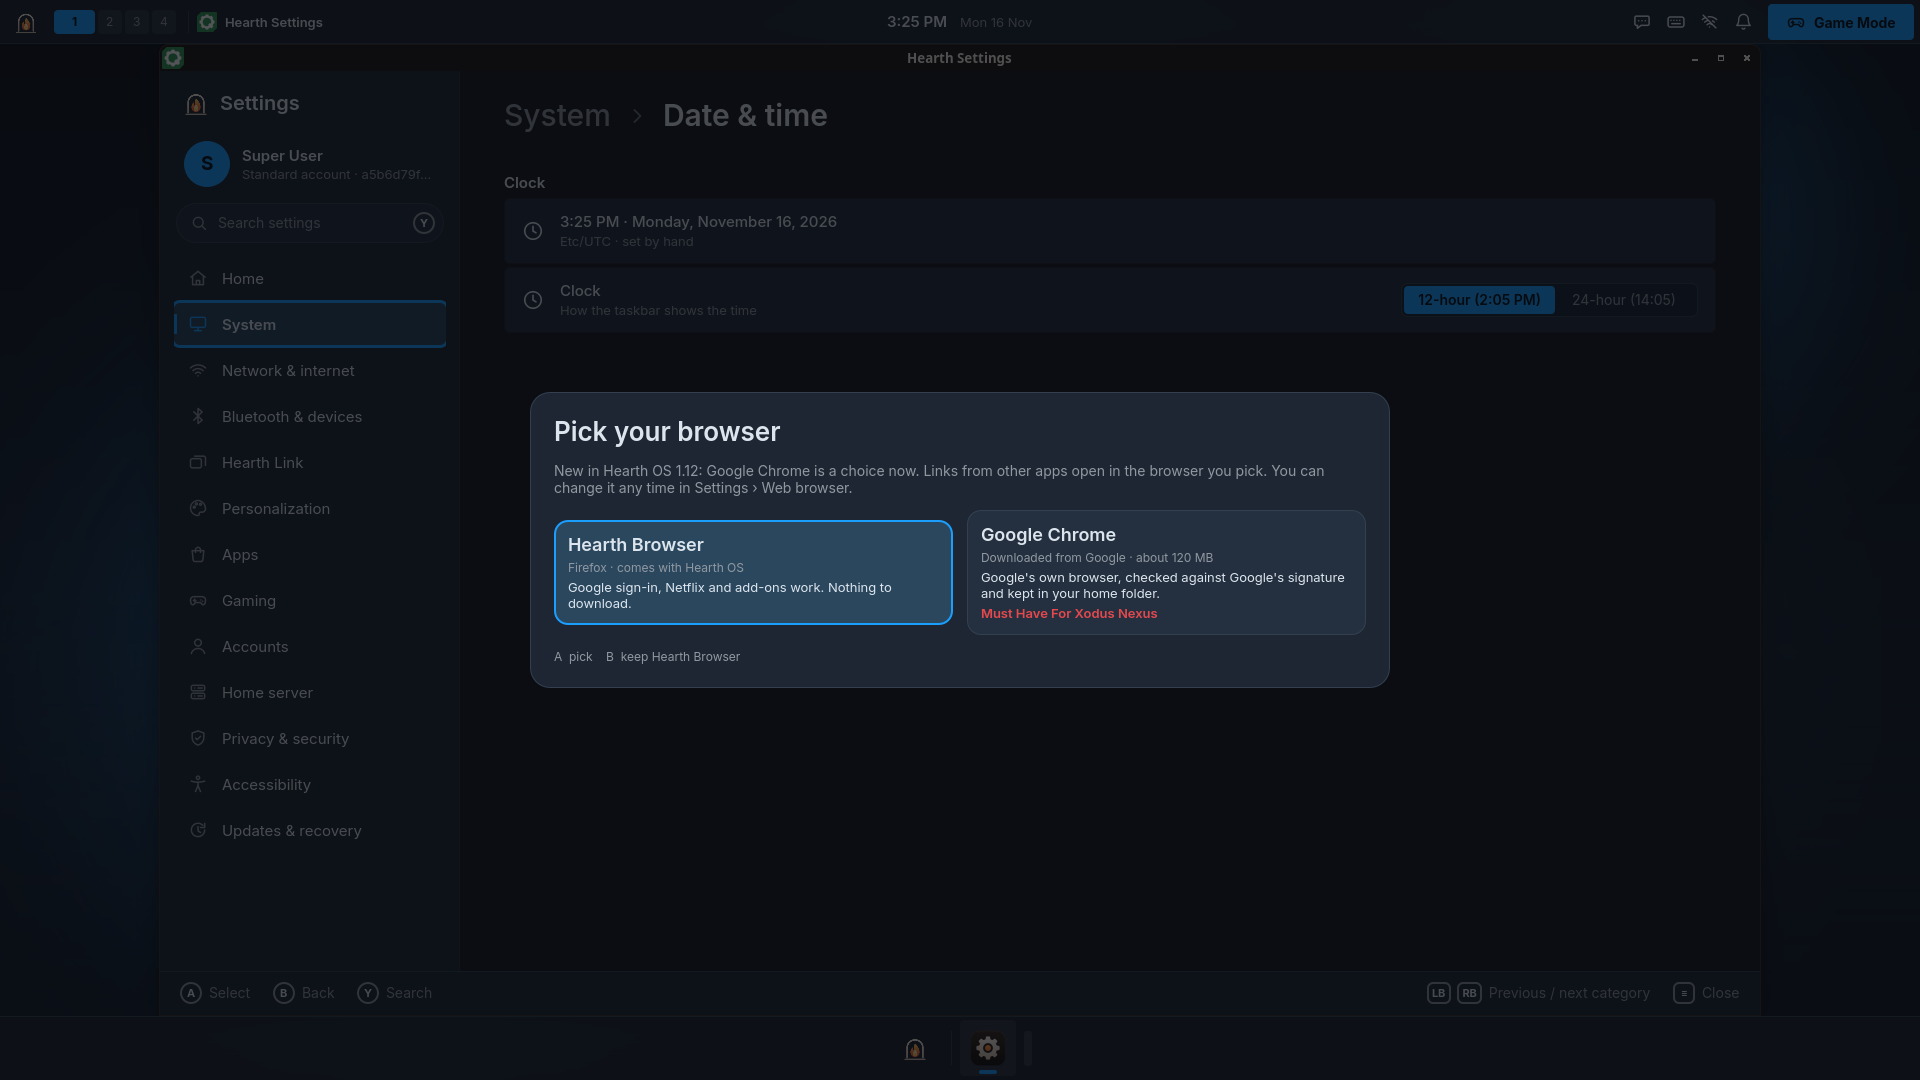 1 2 3 4 Hearth Settings 3:25 PM Mon 16 Nov Game Mode
Hearth Settings
Settings
S
Super User
Standard account · a5b6d79f...
Search settings Y
Home
System
Network & internet
Bluetooth & devices
Hearth Link
Personalization
Apps
Gaming
Accounts
Home server
Privacy & security
Accessibility
Updates & recovery
System › Date & time
Clock
3:25 PM · Monday, November 16, 2026
Etc/UTC · set by hand
Clock
How the taskbar shows the time
12-hour (2:05 PM) 24-hour (14:05)
Pick your browser
New in Hearth OS 1.12: Google Chrome is a choice now. Links from other apps open in the browser you pick. You can
change it any time in Settings › Web browser.
Hearth Browser
Firefox · comes with Hearth OS
Google sign-in, Netflix and add-ons work. Nothing to
download.
Google Chrome
Downloaded from Google · about 120 MB
Google's own browser, checked against Google's signature
and kept in your home folder.
Must Have For Xodus Nexus
A pick B keep Hearth Browser
A Select B Back Y Search LB RB Previous / next category ≡ Close